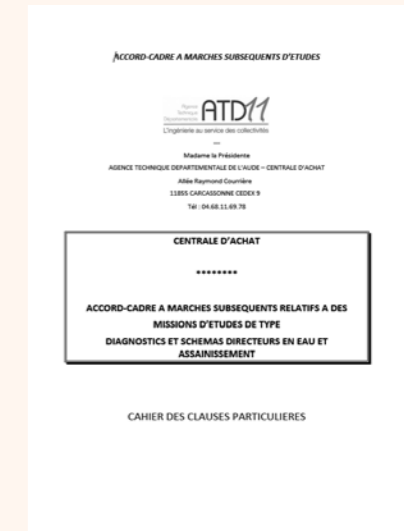 ACCORD-CADRE A MARCHES SUBSEQUENTS D'ETUDES
Agence
Technique
Départementale
ATD11
L'ingénierie au service des collectivités
---
Madame la Présidente
AGENCE TECHNIQUE DEPARTEMENTALE DE L'AUDE – CENTRALE D'ACHAT
Allée Raymond Courrière
11855 CARCASSONNE CEDEX 9
Tél : 04.68.11.69.78
CENTRALE D'ACHAT
********
ACCORD-CADRE A MARCHES SUBSEQUENTS RELATIFS A DES
MISSIONS D'ETUDES DE TYPE
DIAGNOSTICS ET SCHEMAS DIRECTEURS EN EAU ET
ASSAINISSEMENT
CAHIER DES CLAUSES PARTICULIERES